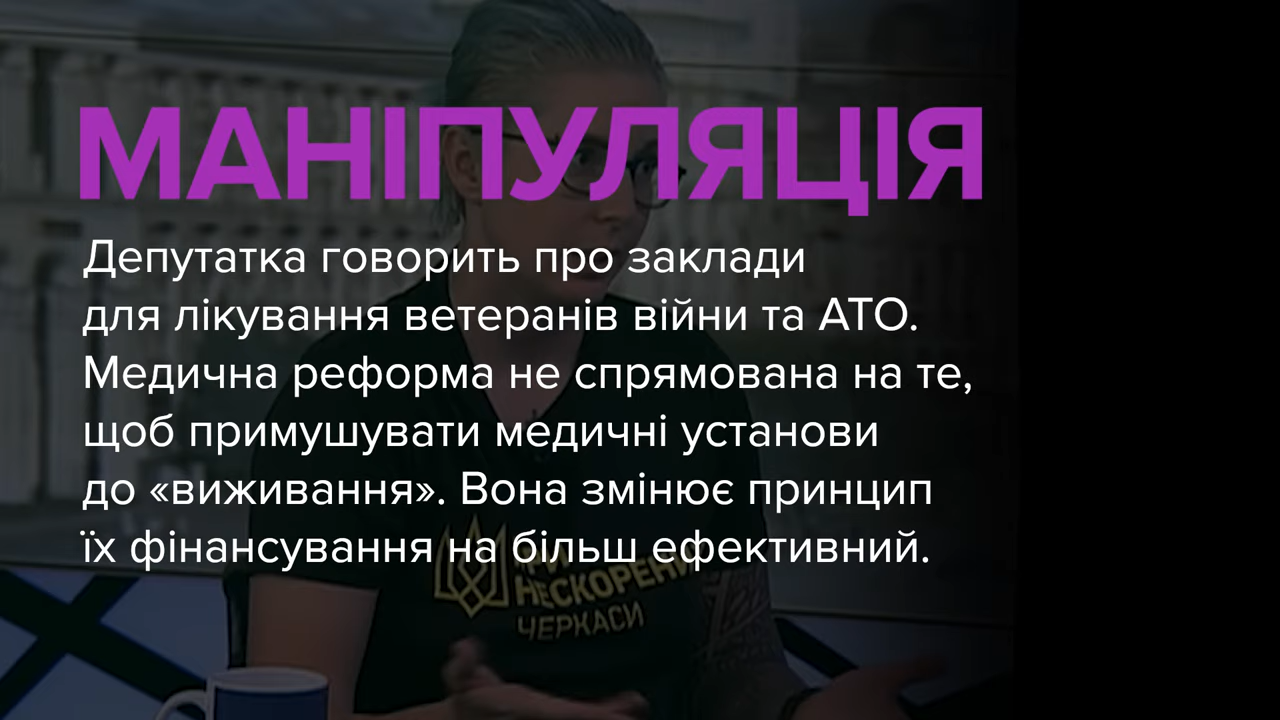 МАНІПУЛЯЦІЯ
Депутатка говорить про заклади
для лікування ветеранів війни та АТО.
Медична реформа не спрямована на те,
щоб примушувати медичні установи
до «виживання». Вона змінює принцип
їх фінансування на більш ефективний.
НЕСКОРЕНІ
ЧЕРКАСИ